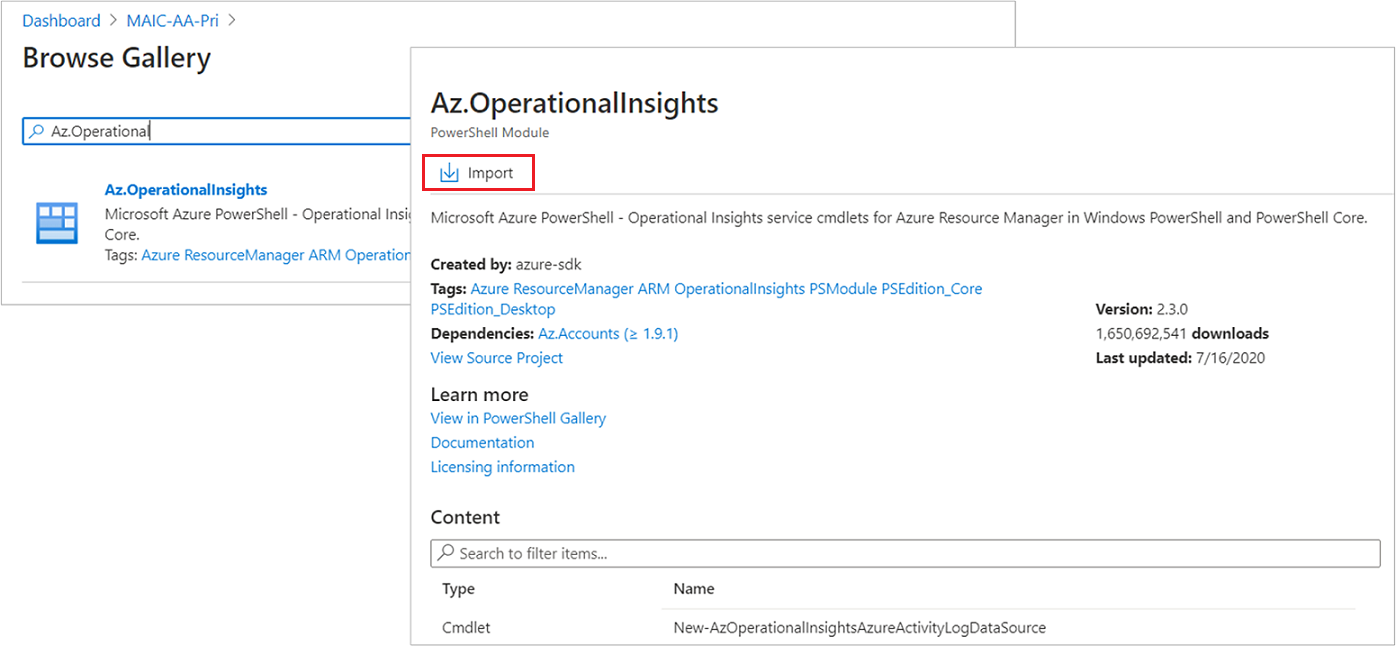 Dashboard > MAIC-AA-Pri >
Browse Gallery
Az.Operational
Az.OperationalInsights
Microsoft Azure PowerShell - Operational Insi
Core.
Tags: Azure ResourceManager ARM Operation
Az.OperationalInsights
PowerShell Module
Import
Microsoft Azure PowerShell - Operational Insights service cmdlets for Azure Resource Manager in Windows PowerShell and PowerShell Core.
Created by: azure-sdk
Tags: Azure ResourceManager ARM OperationalInsights PSModule PSEdition_Core
PSEdition_Desktop
Dependencies: Az.Accounts (≥ 1.9.1)
View Source Project
Version: 2.3.0
1,650,692,541 downloads
Last updated: 7/16/2020
Learn more
View in PowerShell Gallery
Documentation
Licensing information
Content
Search to filter items...
Type Name
Cmdlet New-AzOperationalInsightsAzureActivityLogDataSource